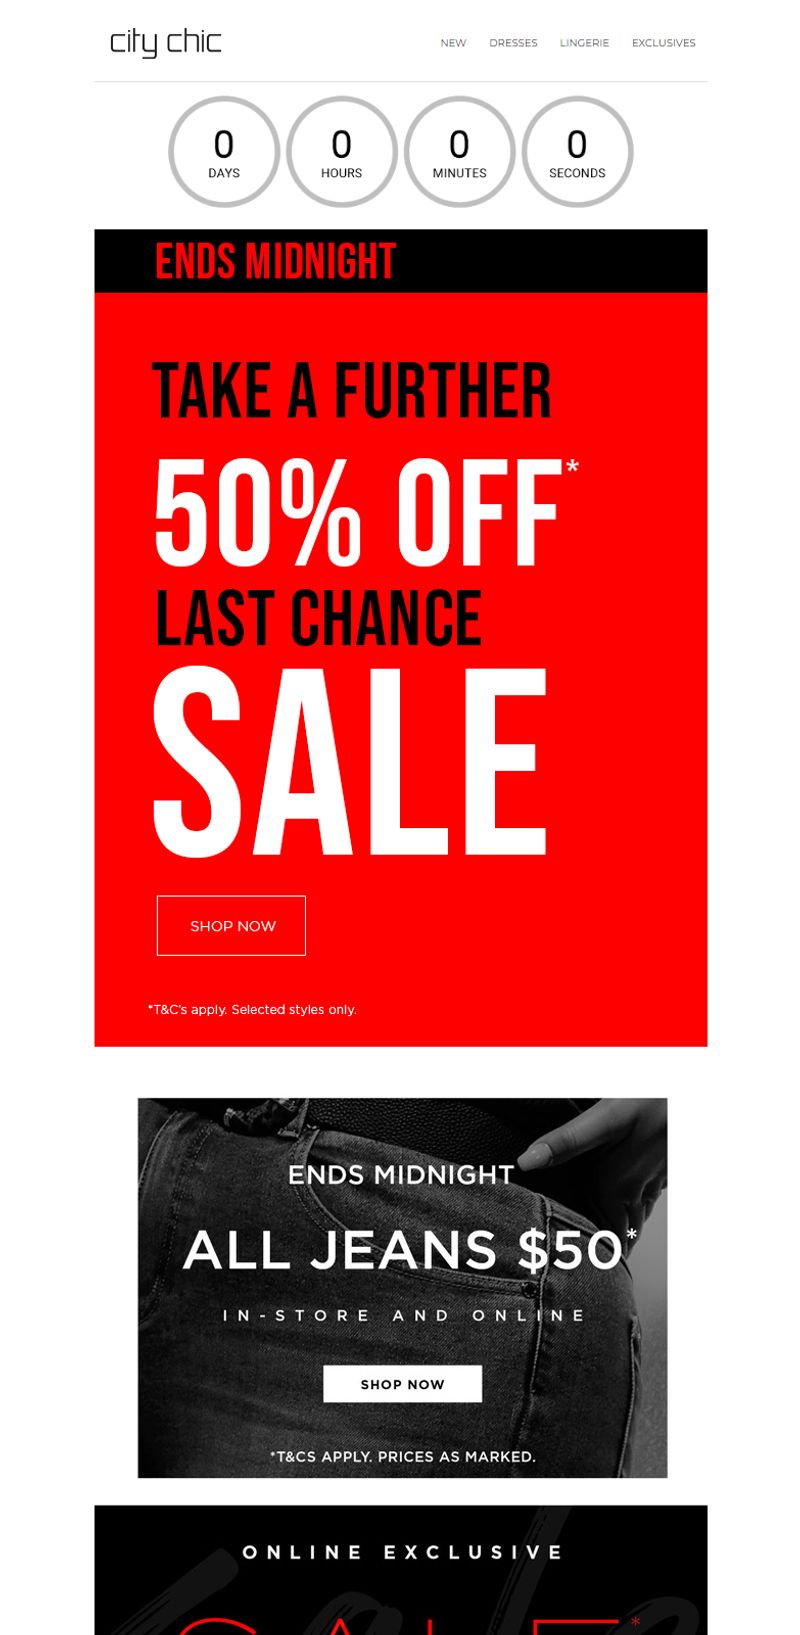 city chic
NEW DRESSES LINGERIE EXCLUSIVES
0 0 0 0
DAYS HOURS MINUTES SECONDS
ENDS MIDNIGHT
TAKE A FURTHER
50% OFF*
LAST CHANCE
SALE
SHOP NOW
*T&C's apply. Selected styles only.
ENDS MIDNIGHT
ALL JEANS $50*
IN-STORE AND ONLINE
SHOP NOW
*T&CS APPLY. PRICES AS MARKED.
ONLINE EXCLUSIVE
SALE*